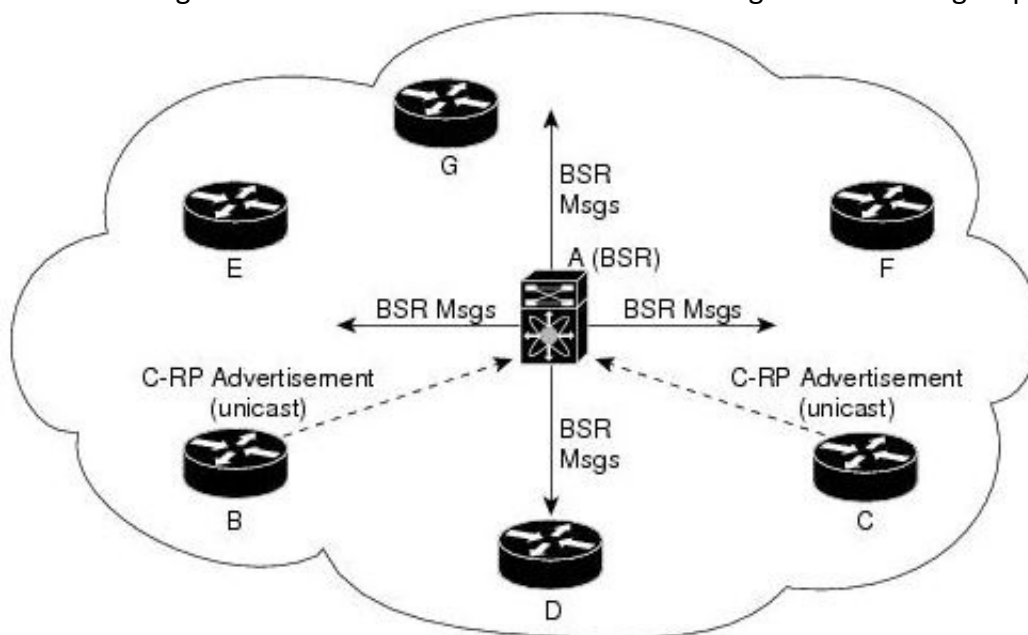 G
BSR
Msgs
E
A (BSR)
F
BSR Msgs
BSR Msgs
C-RP Advertisement
(unicast)
C-RP Advertisement
(unicast)
BSR
Msgs
B
C
D